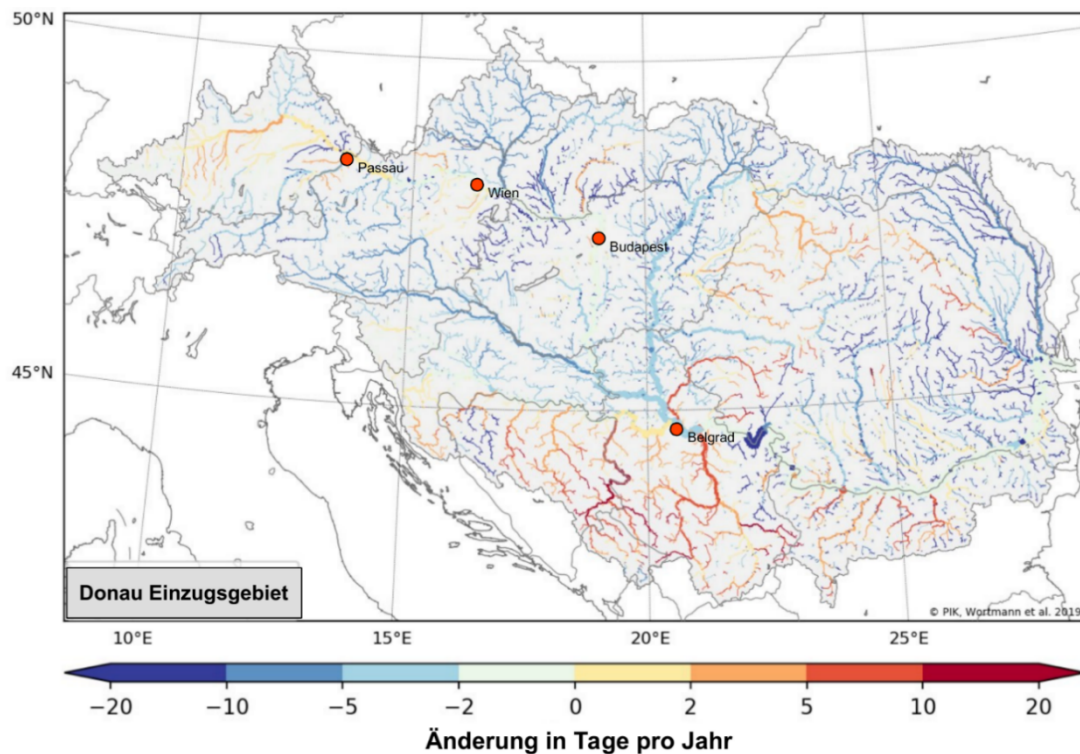 50°N
Passau
Wien
Budapest
45°N
Belgrad
Donau Einzugsgebiet
© PIK, Wortmann et al. 2019
10°E 15°E 20°E 25°E
−20 −10 −5 −2 0 2 5 10 20
Änderung in Tage pro Jahr